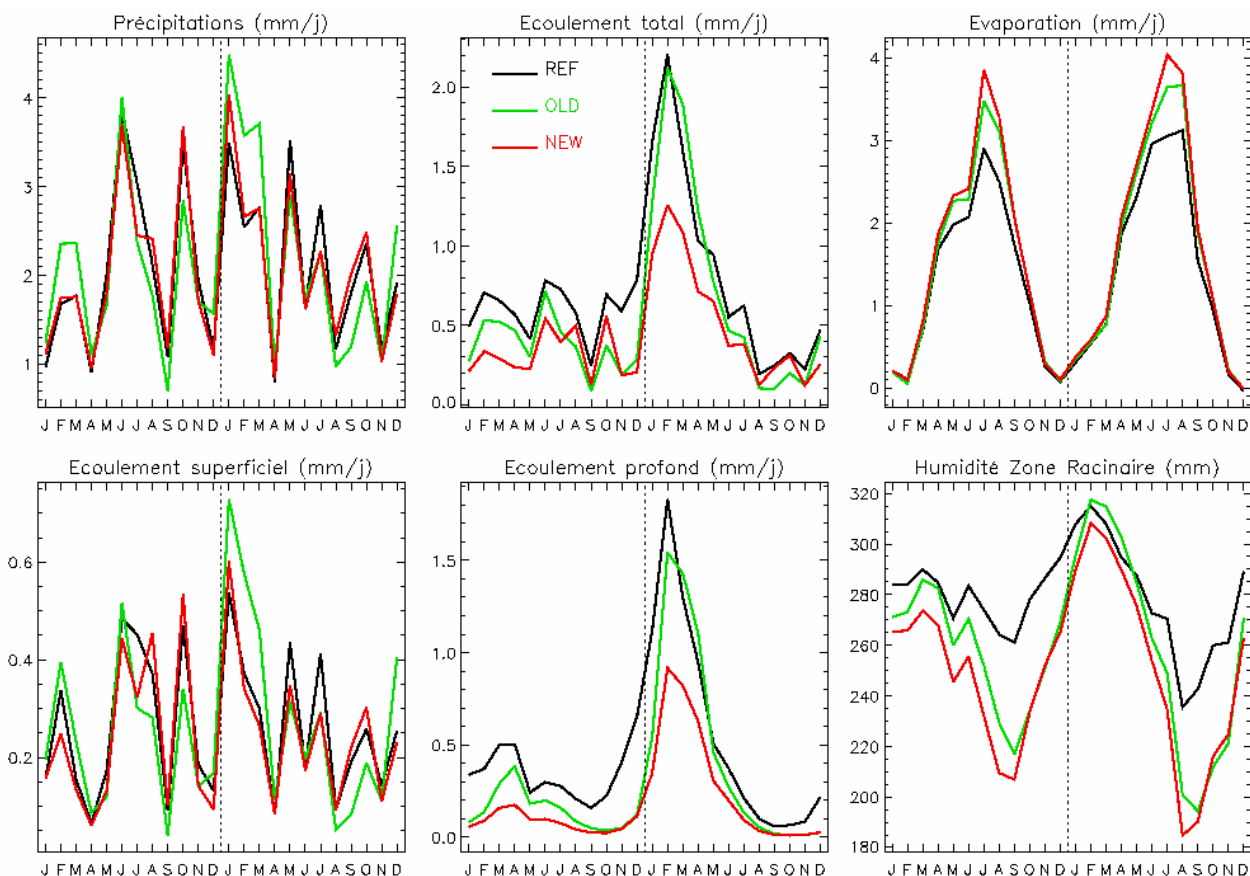 Précipitations (mm/j)
4
3
2
1
J F M A M J J A S O N D J F M A M J J A S O N D
Ecoulement total (mm/j)
2.0
1.5
1.0
0.5
0.0
REF
OLD
NEW
J F M A M J J A S O N D J F M A M J J A S O N D
Evaporation (mm/j)
4
3
2
1
0
J F M A M J J A S O N D J F M A M J J A S O N D
Ecoulement superficiel (mm/j)
0.6
0.4
0.2
J F M A M J J A S O N D J F M A M J J A S O N D
Ecoulement profond (mm/j)
1.5
1.0
0.5
0.0
J F M A M J J A S O N D J F M A M J J A S O N D
Humidité Zone Racinaire (mm)
320
300
280
260
240
220
200
180
J F M A M J J A S O N D J F M A M J J A S O N D